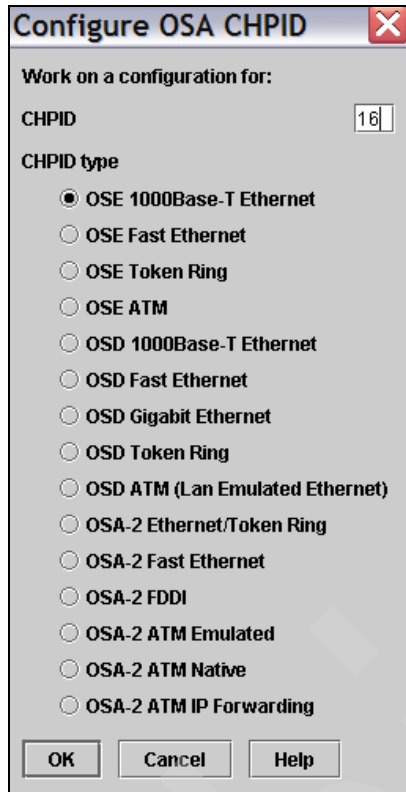 Configure OSA CHPID
Work on a configuration for:
CHPID 16
CHPID type
OSE 1000Base-T Ethernet
OSE Fast Ethernet
OSE Token Ring
OSE ATM
OSD 1000Base-T Ethernet
OSD Fast Ethernet
OSD Gigabit Ethernet
OSD Token Ring
OSD ATM (Lan Emulated Ethernet)
OSA-2 Ethernet/Token Ring
OSA-2 Fast Ethernet
OSA-2 FDDI
OSA-2 ATM Emulated
OSA-2 ATM Native
OSA-2 ATM IP Forwarding
OK Cancel Help